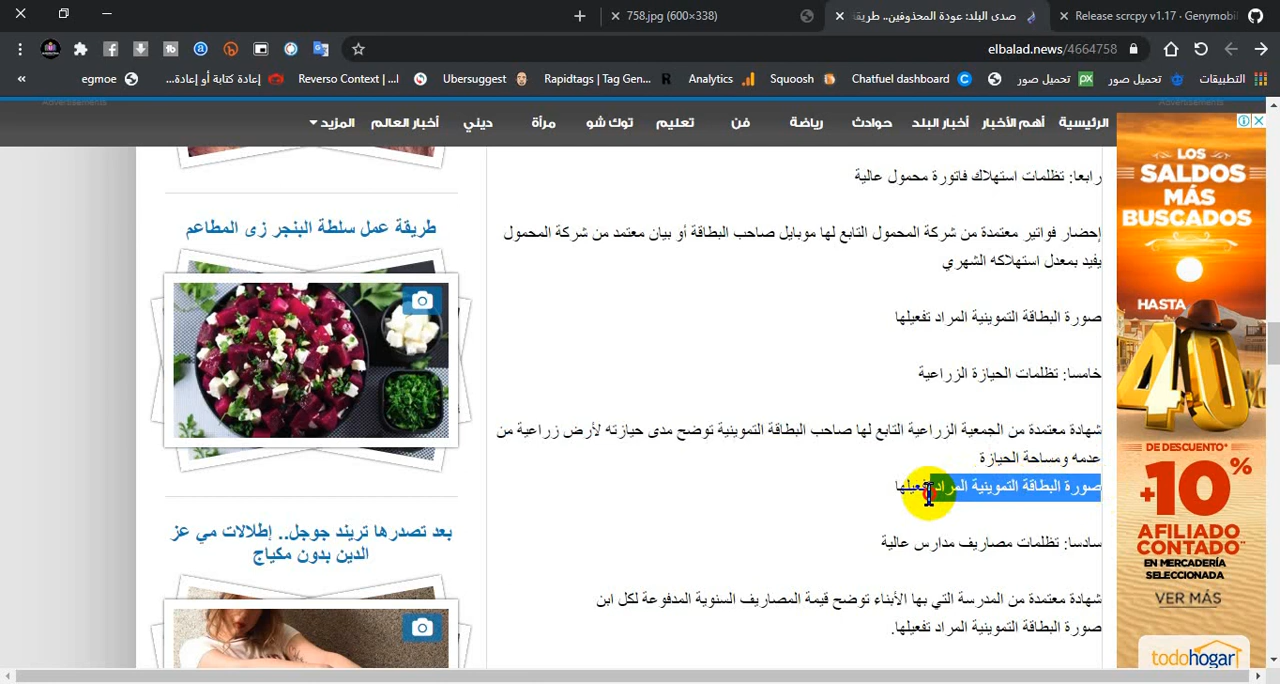 758.jpg (600×338)
صدى البلد: عودة المحذوفين.. طريقة
Release scrcpy v1.17 · Genymobil
elbalad.news/4664758
التطبيقات
تحميل صور
تحميل صور
Chatfuel dashboard
Squoosh
Analytics
Rapidtags | Tag Gen...
Ubersuggest
Reverso Context | ...l
إعادة كتابة أو إعادة...
egmoe
«
Advertisements
Advertisements
الرئيسية
أهم الأخبار
أخبار البلد
حوادث
رياضة
فن
تعليم
توك شو
مرأة
ديني
أخبار العالم
المزيد
رابعا: تظلمات استهلاك فاتورة محمول عالية
إحضار فواتير معتمدة من شركة المحمول التابع لها موبايل صاحب البطاقة أو بيان معتمد من شركة المحمول
يفيد بمعدل استهلاكه الشهري
صورة البطاقة التموينية المراد تفعيلها
خامسا: تظلمات الحيازة الزراعية
شهادة معتمدة من الجمعية الزراعية التابع لها صاحب البطاقة التموينية توضح مدى حيازته لأرض زراعية من
عدمه ومساحة الحيازة
صورة البطاقة التموينية المراد تفعيلها
سادسا: تظلمات مصاريف مدارس عالية
شهادة معتمدة من المدرسة التي بها الأبناء توضح قيمة المصاريف السنوية المدفوعة لكل ابن
صورة البطاقة التموينية المراد تفعيلها.
طريقة عمل سلطة البنجر زى المطاعم
بعد تصدرها تريند جوجل.. إطلالات مي عز
الدين بدون مكياج
LOS
SALDOS
MÁS
BUSCADOS
HASTA
40%
DE DESCUENTO*
+10%**
AFILIADO
CONTADO
EN MERCADERÍA
SELECCIONADA
VER MÁS
todohogar